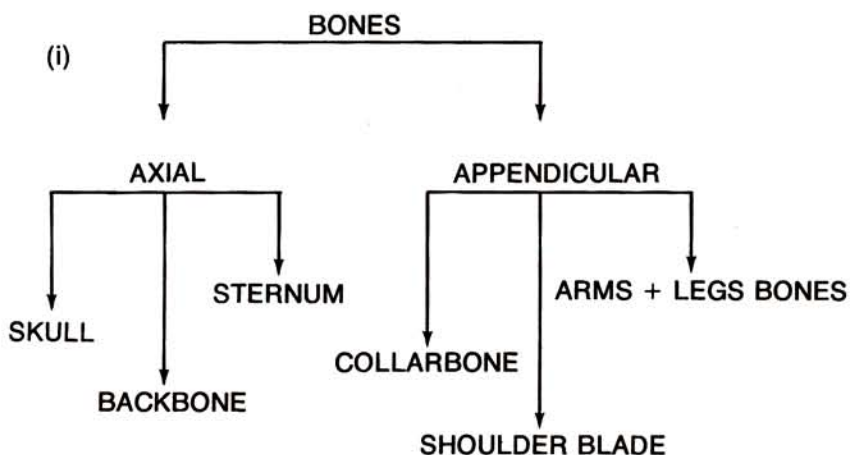 BONES
(i)
AXIAL
APPENDICULAR
STERNUM
ARMS + LEGS BONES
SKULL
COLLARBONE
BACKBONE
SHOULDER BLADE